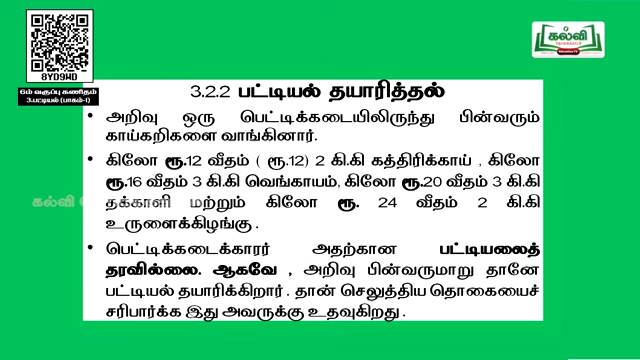 8YD9WD
6ம் வகுப்பு கணிதம்
3.பட்டியல் (பாகம்-1)
கல்வி
3.2.2 பட்டியல் தயாரித்தல்
• அறிவு ஒரு பெட்டிக்கடையிலிருந்து பின்வரும்
காய்கறிகளை வாங்கினார்.
• கிலோ ரூ.12 வீதம் ( ரூ.12) 2 கி.கி கத்திரிக்காய் , கிலோ
ரூ.16 வீதம் 3 கி.கி வெங்காயம், கிலோ ரூ.20 வீதம் 3 கி.கி
தக்காளி மற்றும் கிலோ ரூ. 24 வீதம் 2 கி.கி
உருளைக்கிழங்கு .
• பெட்டிக்கடைக்காரர் அதற்கான பட்டியலைத்
தரவில்லை. ஆகவே , அறிவு பின்வருமாறு தானே
பட்டியல் தயாரிக்கிறார் . தான் செலுத்திய தொகையைச்
சரிபார்க்க இது அவருக்கு உதவுகிறது .
கல்வி